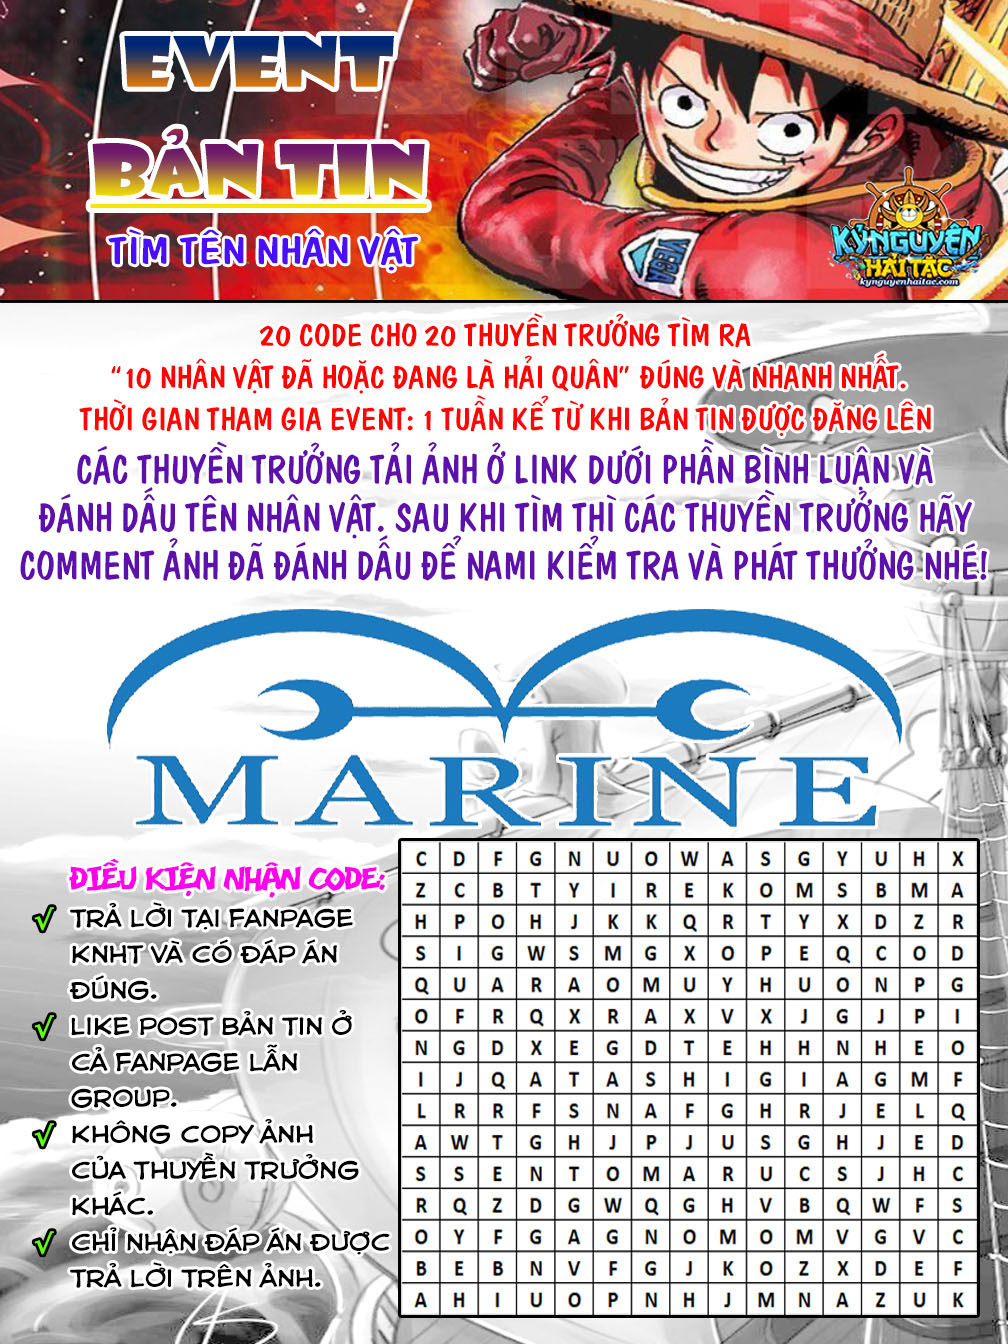 EVENT
BẢN TIN
TÌM TÊN NHÂN VẬT
VEGA
KỶ NGUYÊN
HẢI TẶC
kynguyenhaitac.com
20 CODE CHO 20 THUYỀN TRƯỞNG TÌM RA
“10 NHÂN VẬT ĐÃ HOẶC ĐANG LÀ HẢI QUÂN” ĐÚNG VÀ NHANH NHẤT.
THỜI GIAN THAM GIA EVENT: 1 TUẦN KỂ TỪ KHI BẢN TIN ĐƯỢC ĐĂNG LÊN
CÁC THUYỀN TRƯỞNG TẢI ẢNH Ở LINK DƯỚI PHẦN BÌNH LUẬN VÀ
ĐÁNH DẤU TÊN NHÂN VẬT. SAU KHI TÌM THÌ CÁC THUYỀN TRƯỞNG HÃY
COMMENT ẢNH ĐÃ ĐÁNH DẤU ĐỂ NAMI KIỂM TRA VÀ PHÁT THƯỞNG NHÉ!
MARINE
ĐIỀU KIỆN NHẬN CODE:
TRẢ LỜI TẠI FANPAGE
KNHT VÀ CÓ ĐÁP ÁN
ĐÚNG.
LIKE POST BẢN TIN Ở
CẢ FANPAGE LẪN
GROUP.
KHÔNG COPY ẢNH
CỦA THUYỀN TRƯỞNG
KHÁC.
CHỈ NHẬN ĐÁP ÁN ĐƯỢC
TRẢ LỜI TRÊN ẢNH.
C D F G N U O W A S G Y U H X
Z C B T Y I R E K O M S B M A
H P O H J K K Q R T Y X D Z R
S I G W S M G X O P E Q C O D
Q U A R A O M U Y H U O N P G
O F R Q X R A X V X J G J P I
N G D X E G D T E H H N H E O
I J Q A T A S H I G I A G M F
L R R F S N A F G H R J E L Q
A W T G H J P J U S G H J E D
S S E N T O M A R U C S J H C
R Q Z D G W Q G H V B Q W F S
O Y F G A G N O M O M V G V C
B E B N V F G J K O Z X D E F
A H I U O P N H J M N A Z U K